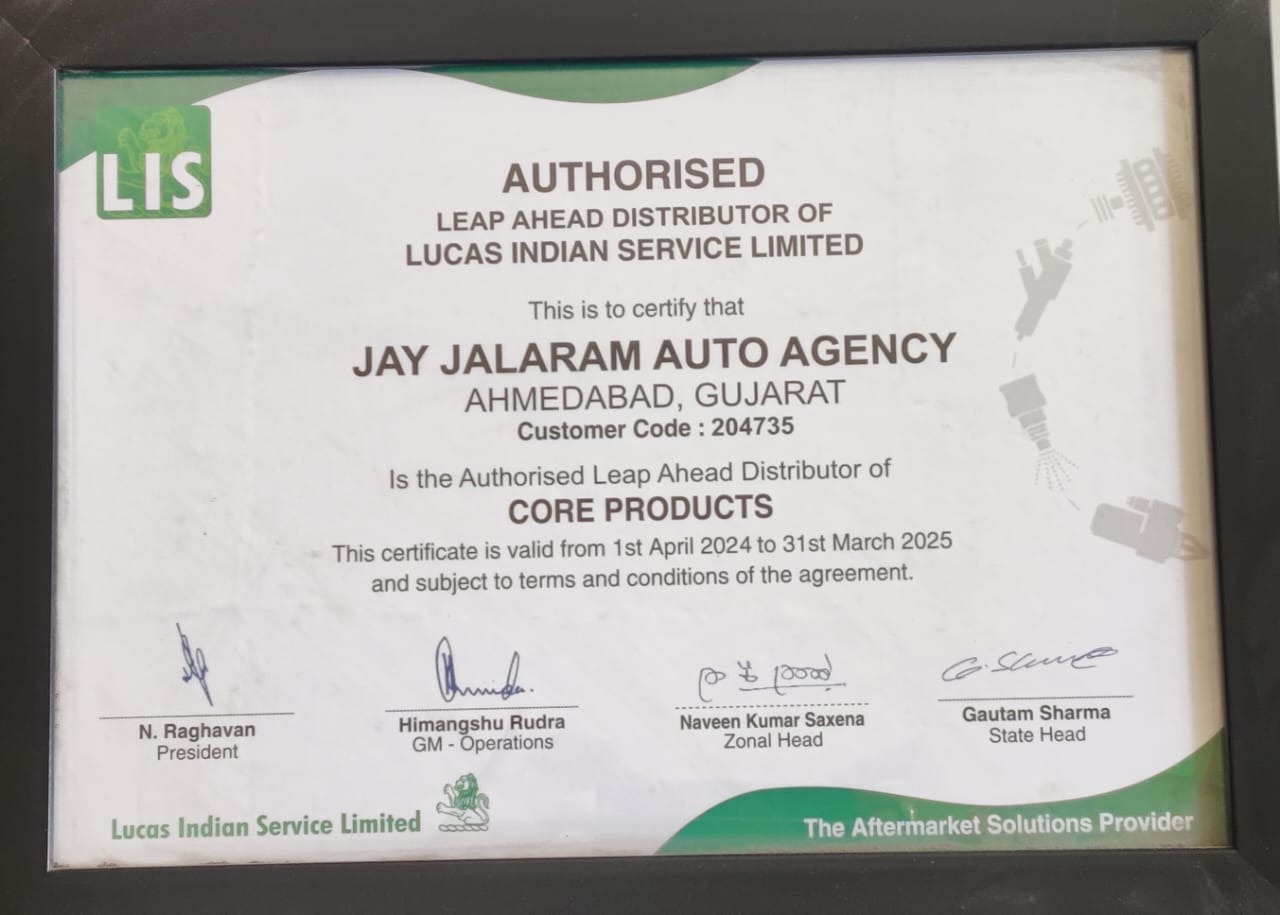 LIS
AUTHORISED
LEAP AHEAD DISTRIBUTOR OF
LUCAS INDIAN SERVICE LIMITED
This is to certify that
JAY JALARAM AUTO AGENCY
AHMEDABAD, GUJARAT
Customer Code : 204735
Is the Authorised Leap Ahead Distributor of
CORE PRODUCTS
This certificate is valid from 1st April 2024 to 31st March 2025
and subject to terms and conditions of the agreement.
N. Raghavan
President
Himangshu Rudra
GM - Operations
Naveen Kumar Saxena
Zonal Head
G. Sharma
Gautam Sharma
State Head
Lucas Indian Service Limited
The Aftermarket Solutions Provider